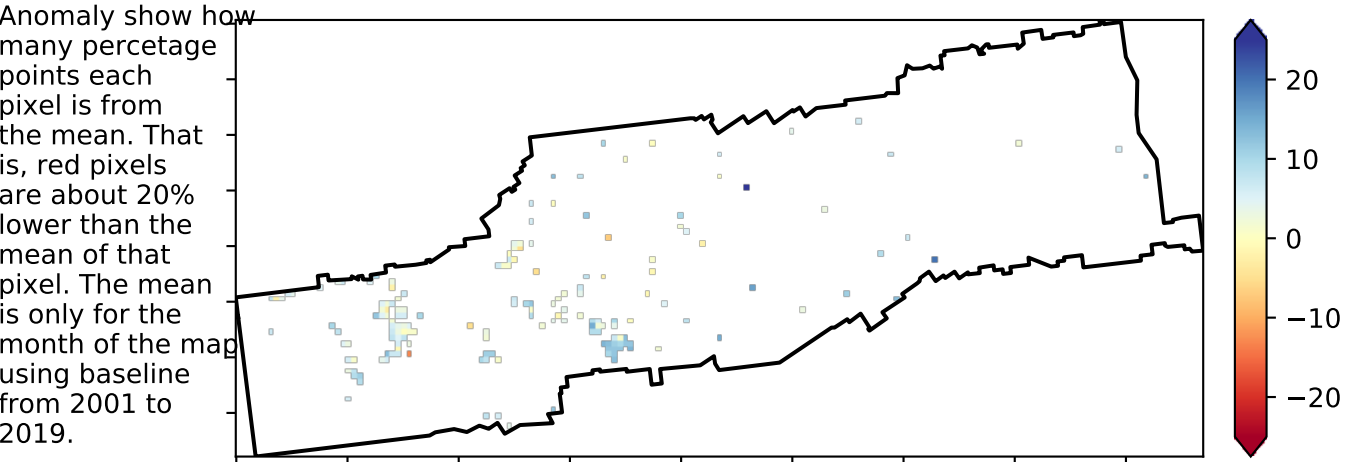 Anomaly show how
many percetage
points each
pixel is from
the mean. That
is, red pixels
are about 20%
lower than the
mean of that
pixel. The mean
is only for the
month of the map
using baseline
from 2001 to
2019.
20
10
0
−10
−20